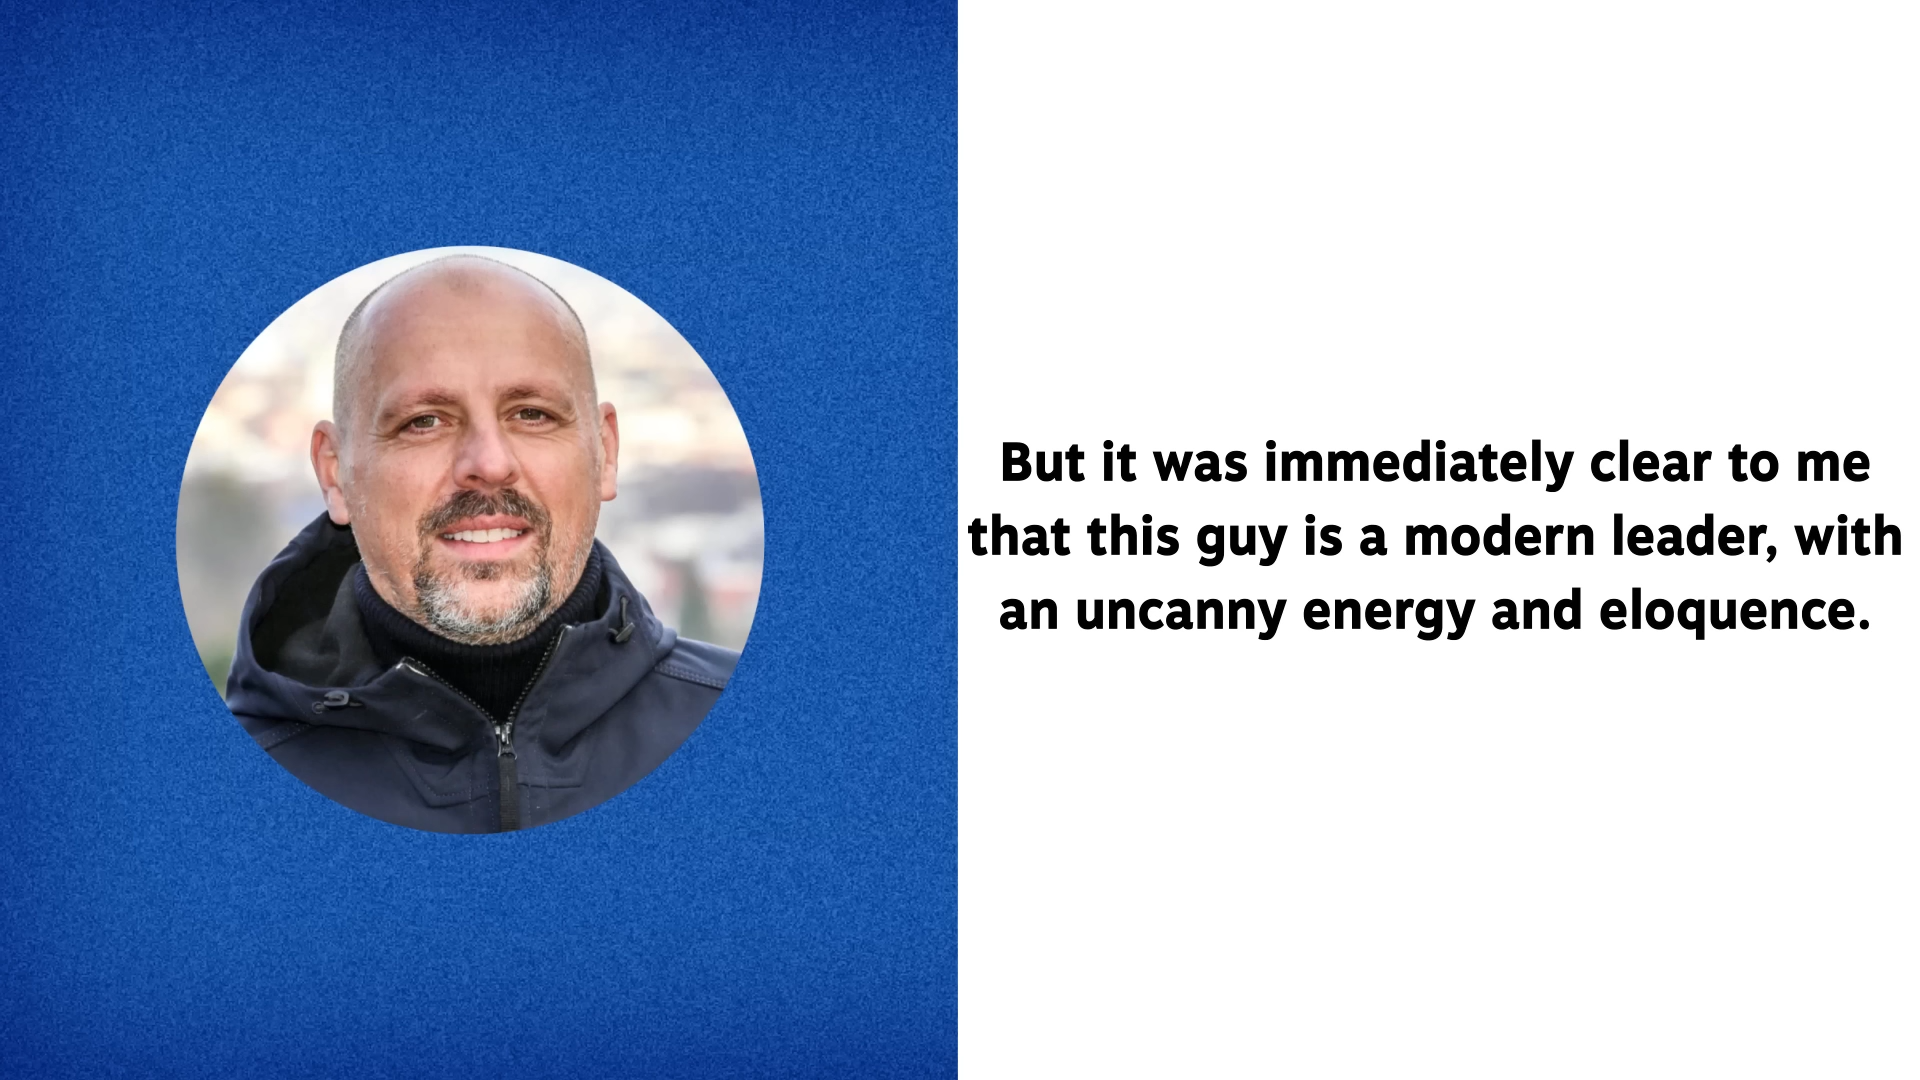 But it was immediately clear to me
that this guy is a modern leader, with
an uncanny energy and eloquence.